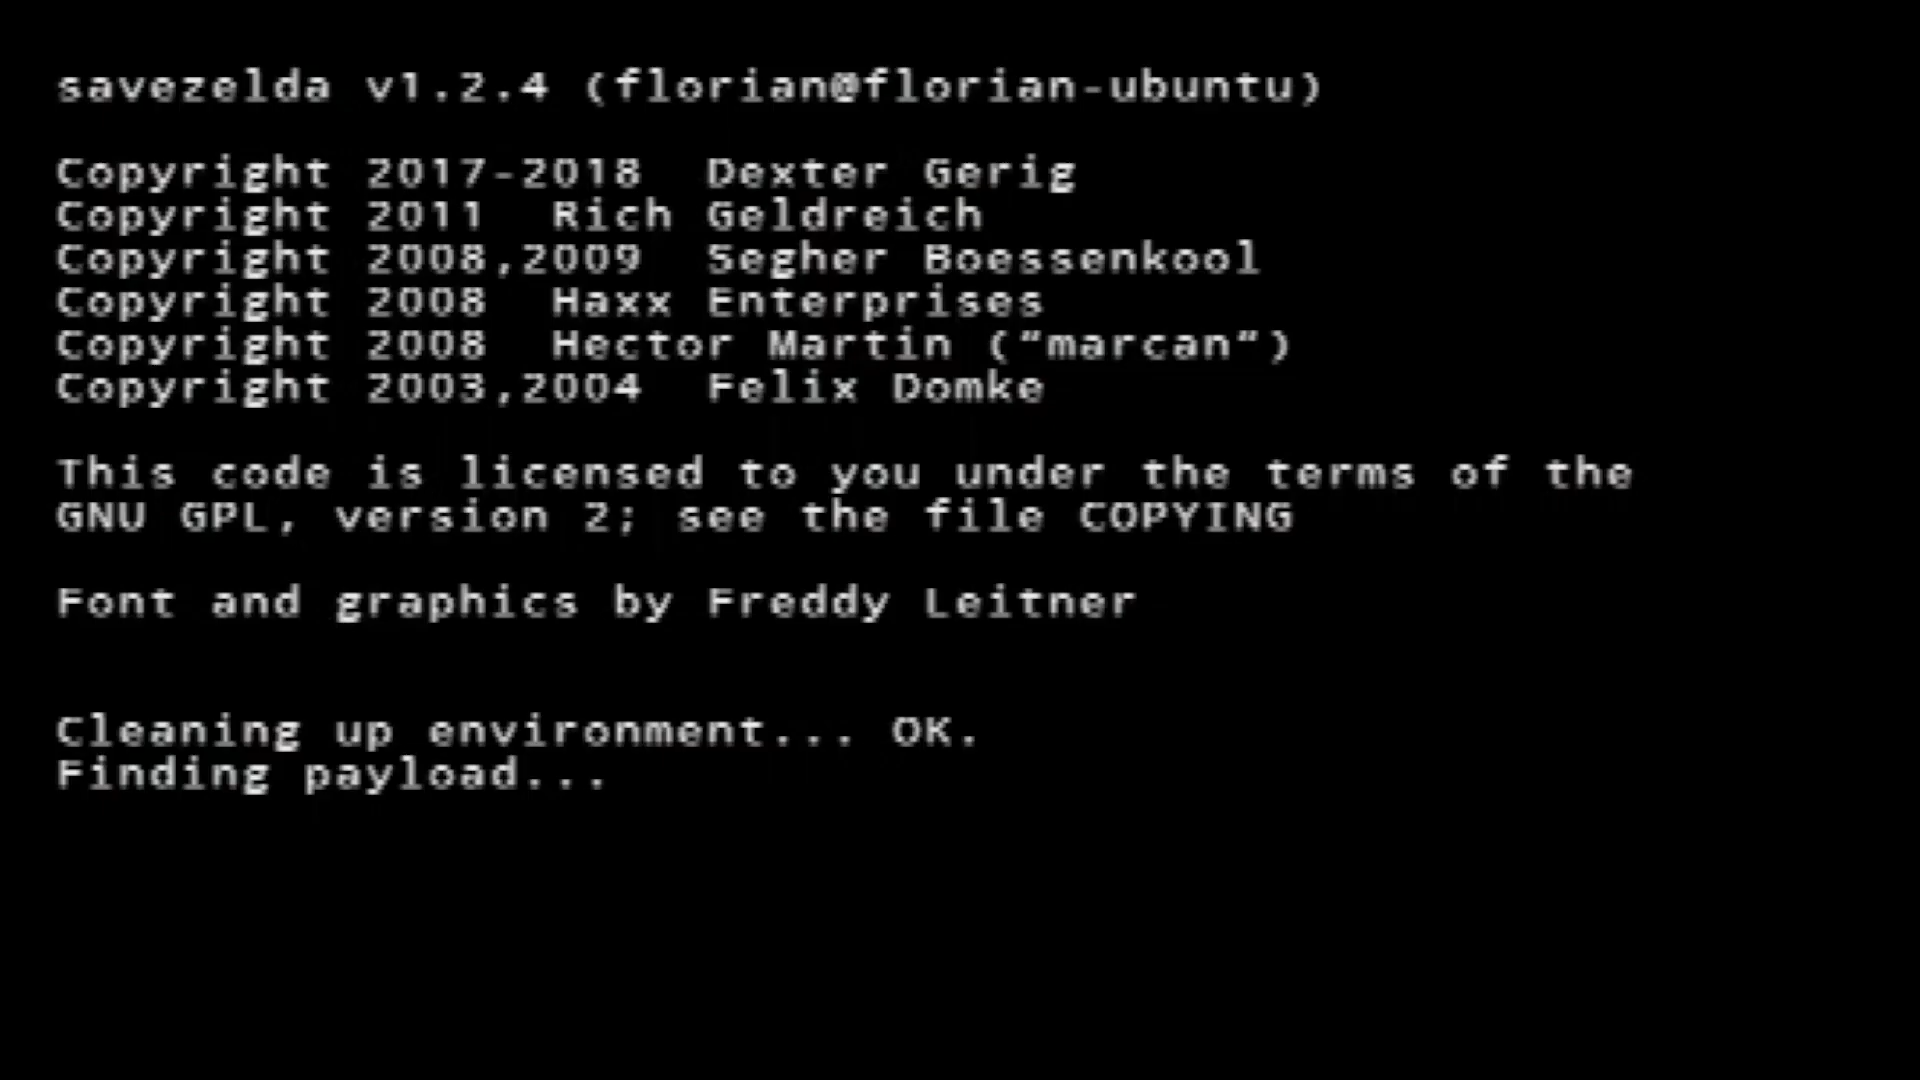 savezelda v1.2.4 (florian@florian-ubuntu)
Copyright 2017-2018  Dexter Gerig
Copyright 2011  Rich Geldreich
Copyright 2008,2009  Segher Boessenkool
Copyright 2008  Haxx Enterprises
Copyright 2008  Hector Martin ("marcan")
Copyright 2003,2004  Felix Domke
This code is licensed to you under the terms of the
GNU GPL, version 2; see the file COPYING
Font and graphics by Freddy Leitner
Cleaning up environment... OK.
Finding payload...